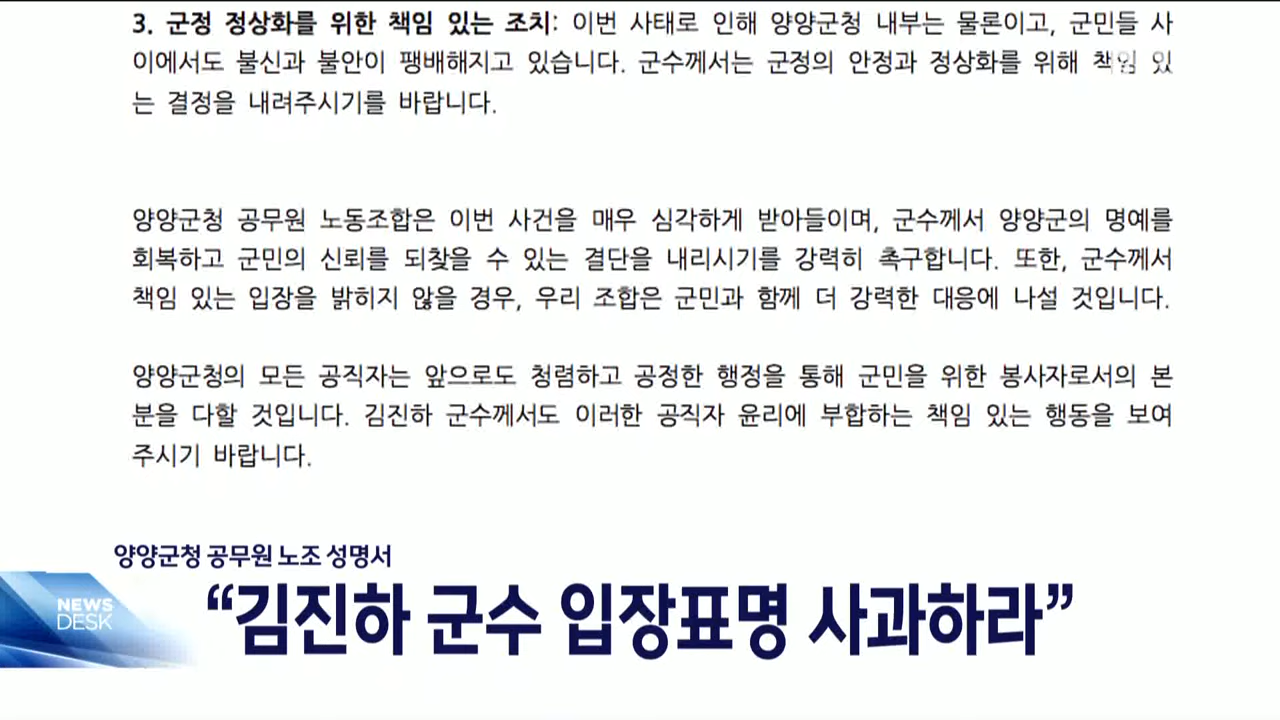 3. 군정 정상화를 위한 책임 있는 조치: 이번 사태로 인해 양양군청 내부는 물론이고, 군민들 사
이에서도 불신과 불안이 팽배해지고 있습니다. 군수께서는 군정의 안정과 정상화를 위해 책임 있
는 결정을 내려주시기를 바랍니다.
양양군청 공무원 노동조합은 이번 사건을 매우 심각하게 받아들이며, 군수께서 양양군의 명예를
회복하고 군민의 신뢰를 되찾을 수 있는 결단을 내리시기를 강력히 촉구합니다. 또한, 군수께서
책임 있는 입장을 밝히지 않을 경우, 우리 조합은 군민과 함께 더 강력한 대응에 나설 것입니다.
양양군청의 모든 공직자는 앞으로도 청렴하고 공정한 행정을 통해 군민을 위한 봉사자로서의 본
분을 다할 것입니다. 김진하 군수께서도 이러한 공직자 윤리에 부합하는 책임 있는 행동을 보여
주시기 바랍니다.
양양군청 공무원 노조 성명서
NEWS
DESK
“김진하 군수 입장표명 사과하라”